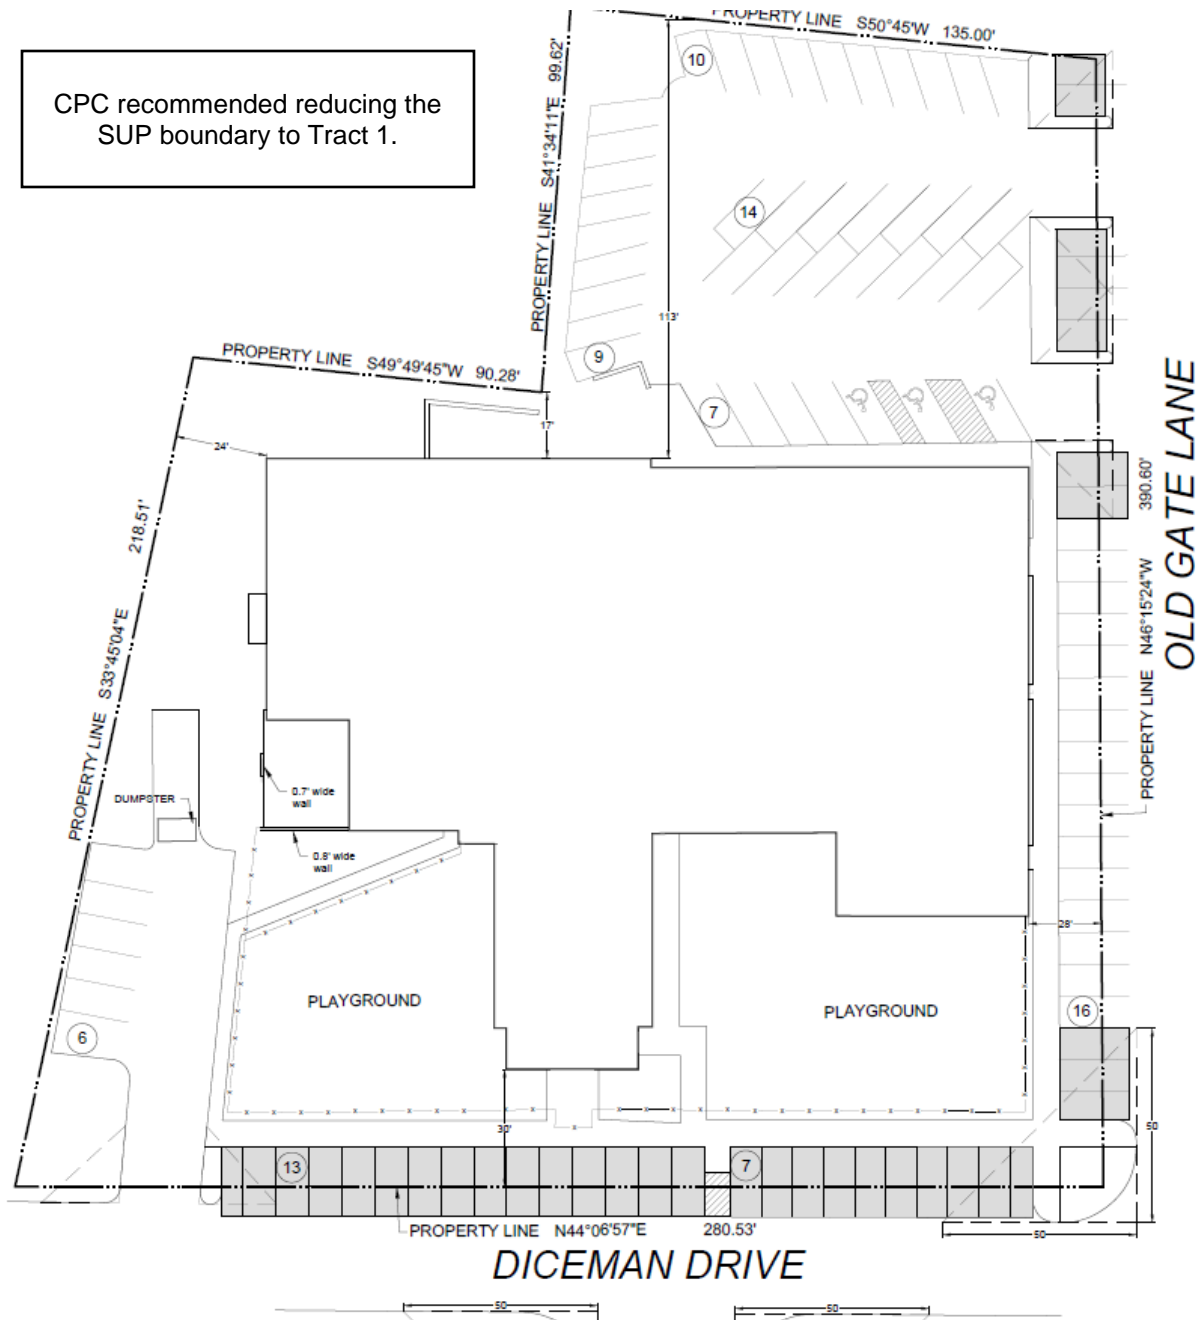 PROPERTY LINE S50°45'W 135.00'
CPC recommended reducing the
SUP boundary to Tract 1.
PROPERTY LINE S41°34'11"E 99.62'
10
14
113'
9
7
PROPERTY LINE S49°49'45"W 90.28'
17'
24'
OLD GATE LANE
PROPERTY LINE N46°15'24"W 390.60'
PROPERTY LINE S33°45'04"E 218.51'
DUMPSTER
0.7' wide
wall
0.8' wide
wall
28'
PLAYGROUND
PLAYGROUND
16
6
30'
50
13
7
PROPERTY LINE N44°06'57"E 280.53'
50
DICEMAN DRIVE
50
50